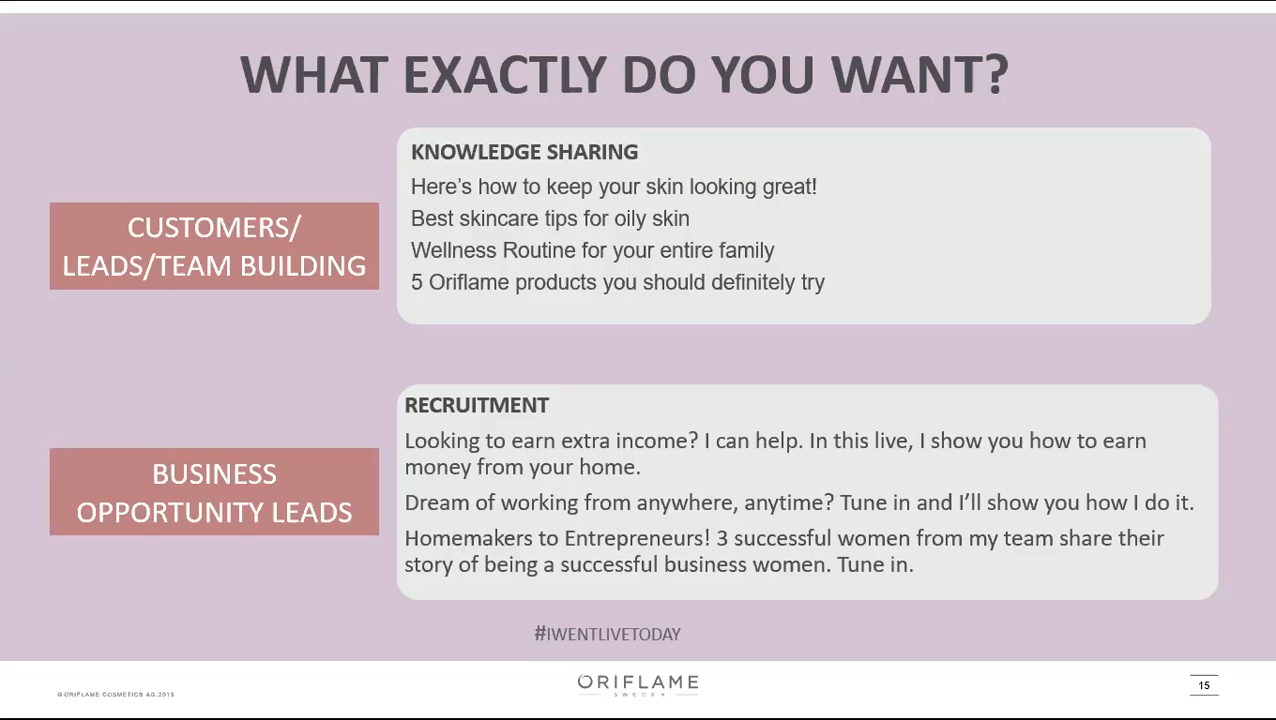 WHAT EXACTLY DO YOU WANT?
CUSTOMERS/
LEADS/TEAM BUILDING
KNOWLEDGE SHARING
Here’s how to keep your skin looking great!
Best skincare tips for oily skin
Wellness Routine for your entire family
5 Oriflame products you should definitely try
BUSINESS
OPPORTUNITY LEADS
RECRUITMENT
Looking to earn extra income? I can help. In this live, I show you how to earn
money from your home.
Dream of working from anywhere, anytime? Tune in and I’ll show you how I do it.
Homemakers to Entrepreneurs! 3 successful women from my team share their
story of being a successful business women. Tune in.
#IWENTLIVETODAY
© ORIFLAME COSMETICS AG, 2013
ORIFLAME
SWEDEN
15